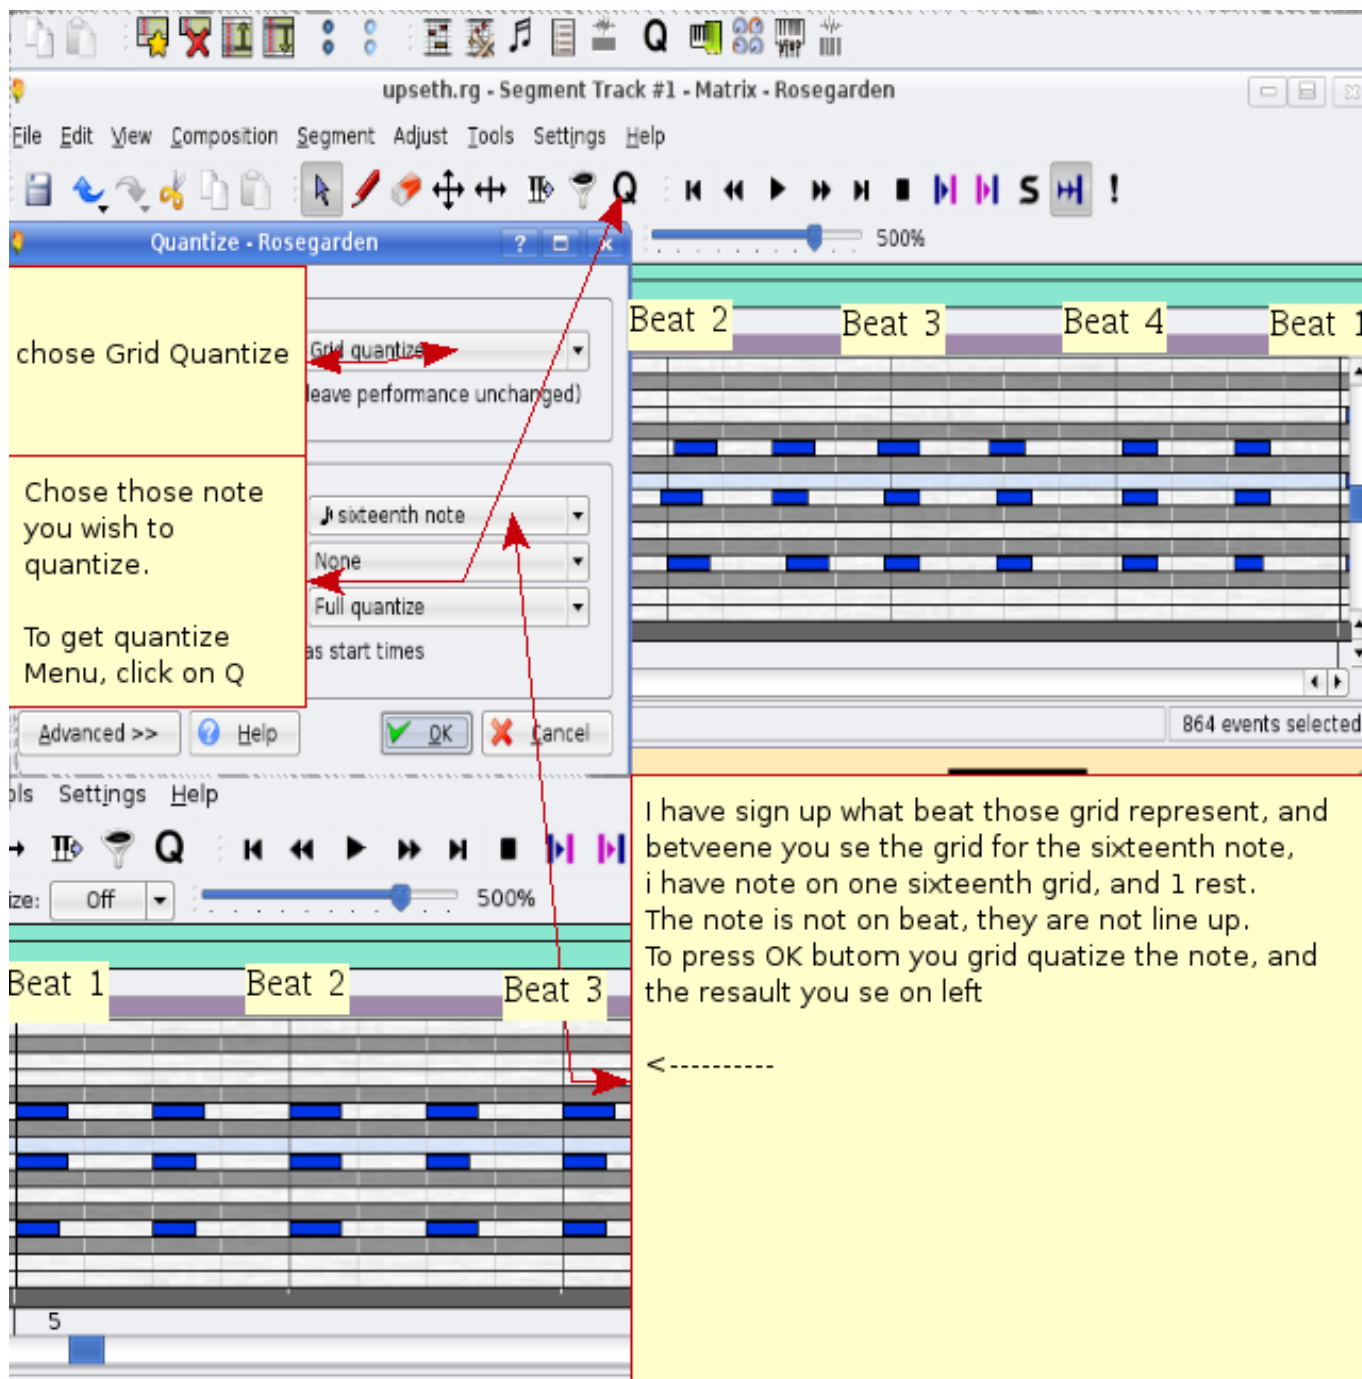 Q
upseth.rg - Segment Track #1 - Matrix - Rosegarden
File Edit View Composition Segment Adjust Tools Settings Help
Q S !
Quantize - Rosegarden ?
500%
Beat 2 Beat 3 Beat 4 Beat 1
chose Grid Quantize
Grid quantize
leave performance unchanged)
Chose those note
you wish to
quantize.
To get quantize
Menu, click on Q
sixteenth note
None
Full quantize
as start times
Advanced >> Help OK Cancel
864 events selected
ols Settings Help
Q
ze: Off 500%
Beat 1 Beat 2 Beat 3
5
I have sign up what beat those grid represent, and
betveene you se the grid for the sixteenth note,
i have note on one sixteenth grid, and 1 rest.
The note is not on beat, they are not line up.
To press OK butom you grid quatize the note, and
the resault you se on left
<----------